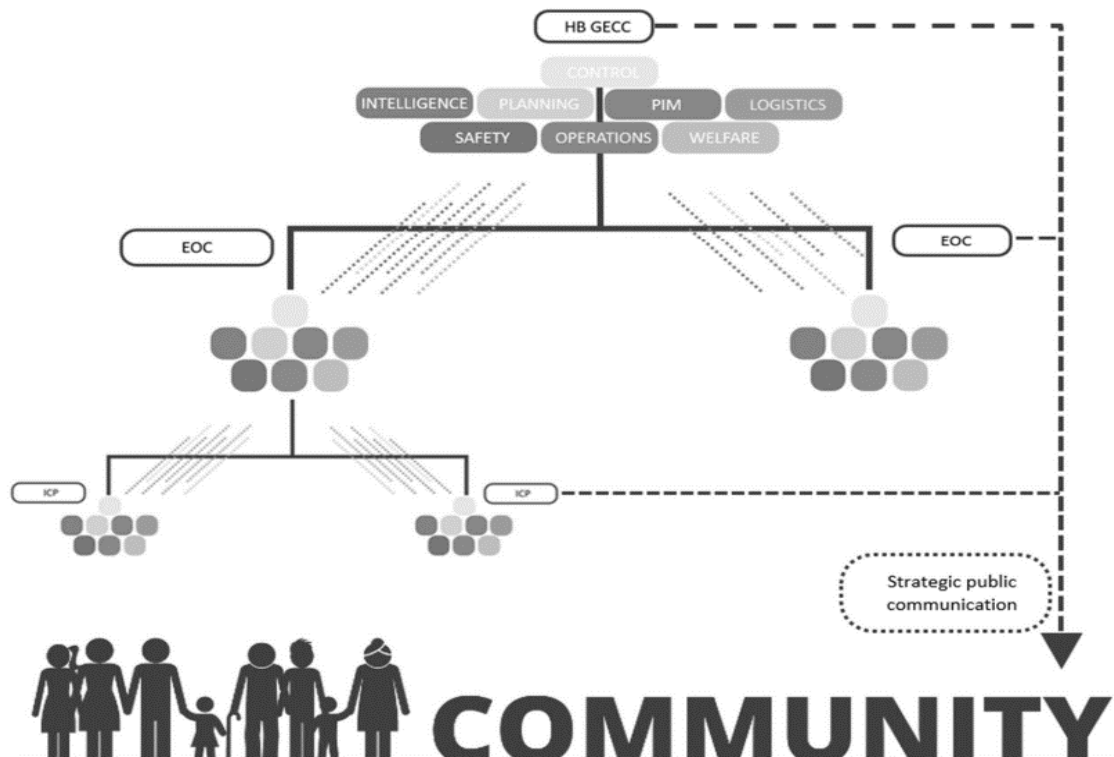 HB GECC
CONTROL
INTELLIGENCE PLANNING PIM LOGISTICS
SAFETY OPERATIONS WELFARE
EOC EOC
ICP ICP
Strategic public
communication
COMMUNITY